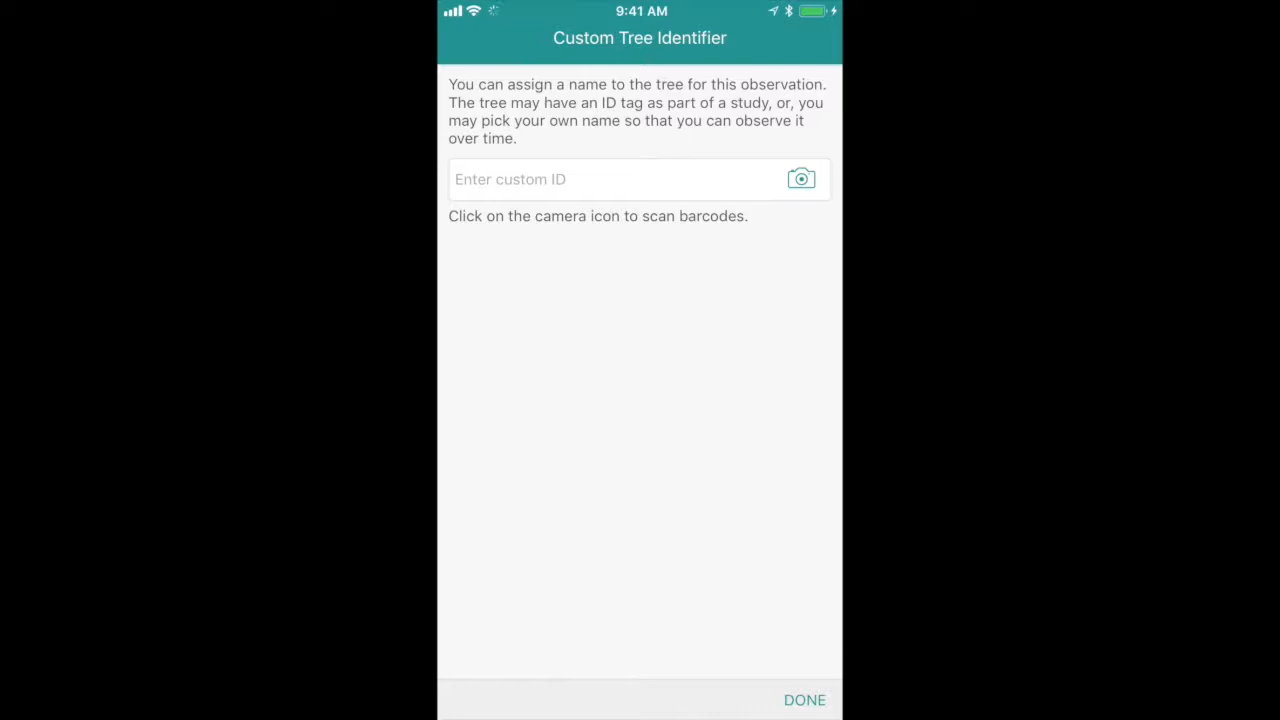 9:41 AM
Custom Tree Identifier
You can assign a name to the tree for this observation.
The tree may have an ID tag as part of a study, or, you
may pick your own name so that you can observe it
over time.
Enter custom ID
Click on the camera icon to scan barcodes.
DONE